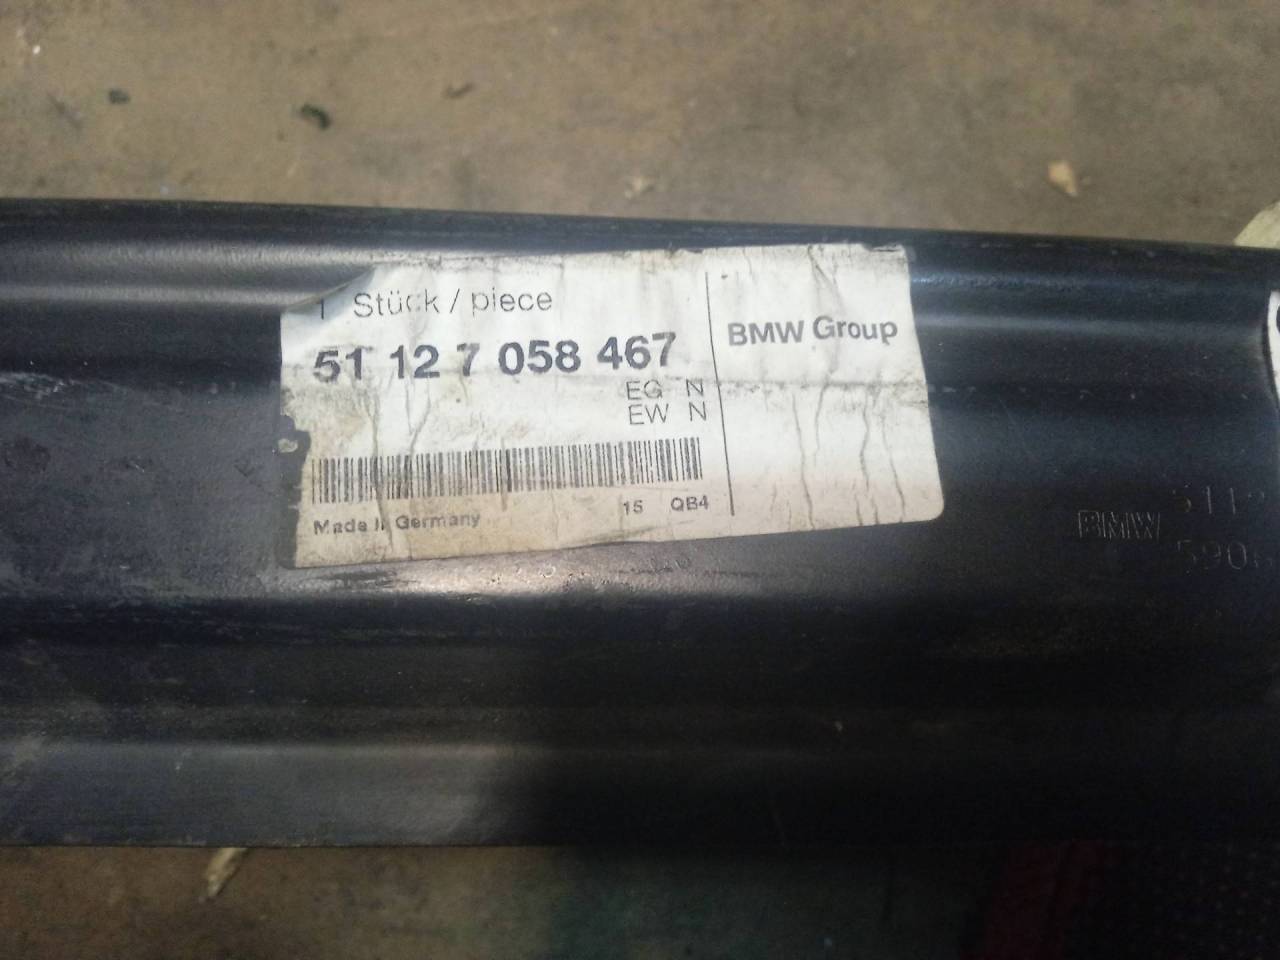 1 Stück / piece
51 12 7 058 467
EG N
EW N
Made In Germany
15 QB4
BMW Group
BMW